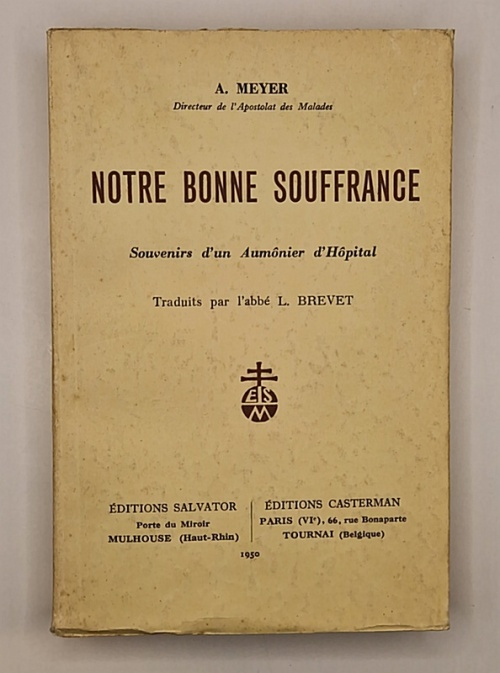 A. MEYER
Directeur de l'Apostolat des Malades
NOTRE BONNE SOUFFRANCE
Souvenirs d'un Aumônier d'Hôpital
Traduits par l'abbé L. BREVET
EIS
M
ÉDITIONS SALVATOR
Porte du Miroir
MULHOUSE (Haut-Rhin)
ÉDITIONS CASTERMAN
PARIS (VIe), 66, rue Bonaparte
TOURNAI (Belgique)
1950